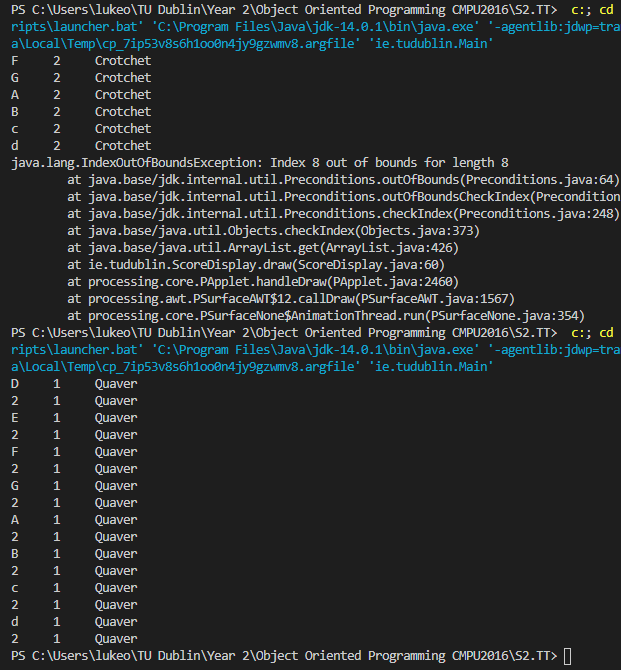 PS C:\Users\lukeo\TU Dublin\Year 2\Object Oriented Programming CMPU2016\S2.TT>  c:; cd
ripts\launcher.bat' 'C:\Program Files\Java\jdk-14.0.1\bin\java.exe' '-agentlib:jdwp=tra
a\Local\Temp\cp_7ip53v8s6h1oo0n4jy9gzwmv8.argfile' 'ie.tudublin.Main'
F 2 Crotchet
G 2 Crotchet
A 2 Crotchet
B 2 Crotchet
c 2 Crotchet
d 2 Crotchet
java.lang.IndexOutOfBoundsException: Index 8 out of bounds for length 8
at java.base/jdk.internal.util.Preconditions.outOfBounds(Preconditions.java:64)
at java.base/jdk.internal.util.Preconditions.outOfBoundsCheckIndex(Precondition
at java.base/jdk.internal.util.Preconditions.checkIndex(Preconditions.java:248)
at java.base/java.util.Objects.checkIndex(Objects.java:373)
at java.base/java.util.ArrayList.get(ArrayList.java:426)
at ie.tudublin.ScoreDisplay.draw(ScoreDisplay.java:60)
at processing.core.PApplet.handleDraw(PApplet.java:2460)
at processing.awt.PSurfaceAWT$12.callDraw(PSurfaceAWT.java:1567)
at processing.core.PSurfaceNone$AnimationThread.run(PSurfaceNone.java:354)
PS C:\Users\lukeo\TU Dublin\Year 2\Object Oriented Programming CMPU2016\S2.TT>  c:; cd
ripts\launcher.bat' 'C:\Program Files\Java\jdk-14.0.1\bin\java.exe' '-agentlib:jdwp=tra
a\Local\Temp\cp_7ip53v8s6h1oo0n4jy9gzwmv8.argfile' 'ie.tudublin.Main'
D 1 Quaver
2 1 Quaver
E 1 Quaver
2 1 Quaver
F 1 Quaver
2 1 Quaver
G 1 Quaver
2 1 Quaver
A 1 Quaver
2 1 Quaver
B 1 Quaver
2 1 Quaver
c 1 Quaver
2 1 Quaver
d 1 Quaver
2 1 Quaver
PS C:\Users\lukeo\TU Dublin\Year 2\Object Oriented Programming CMPU2016\S2.TT>